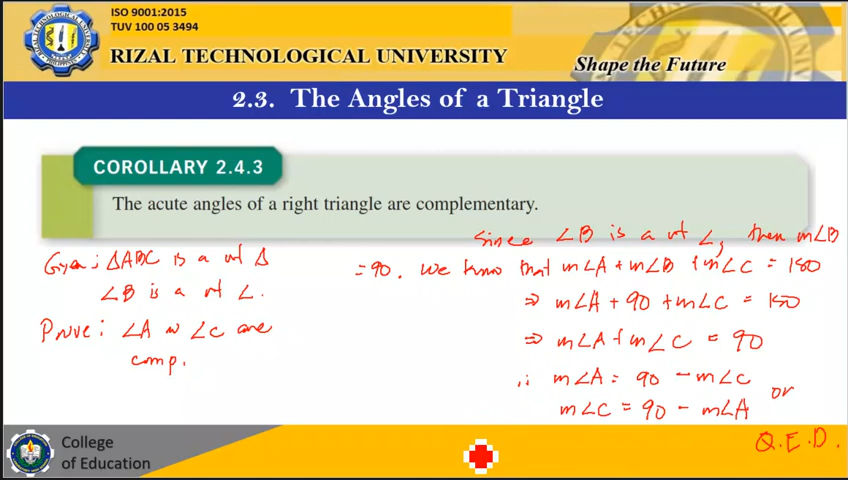 ISO 9001:2015
TUV 100 05 3494
RIZAL TECHNOLOGICAL UNIVERSITY
Shape the Future
2.3. The Angles of a Triangle
COROLLARY 2.4.3
The acute angles of a right triangle are complementary.
Given: △ABC is a rt △
∠B is a rt ∠.
Prove: ∠A & ∠C are
comp.
Since ∠B is a rt ∠, then m∠B
= 90. We know that m∠A + m∠B + m∠C = 180
⇒ m∠A + 90 + m∠C = 180
⇒ m∠A + m∠C = 90
∴ m∠A = 90 - m∠C
or
m∠C = 90 - m∠A
Q.E.D.
College
of Education